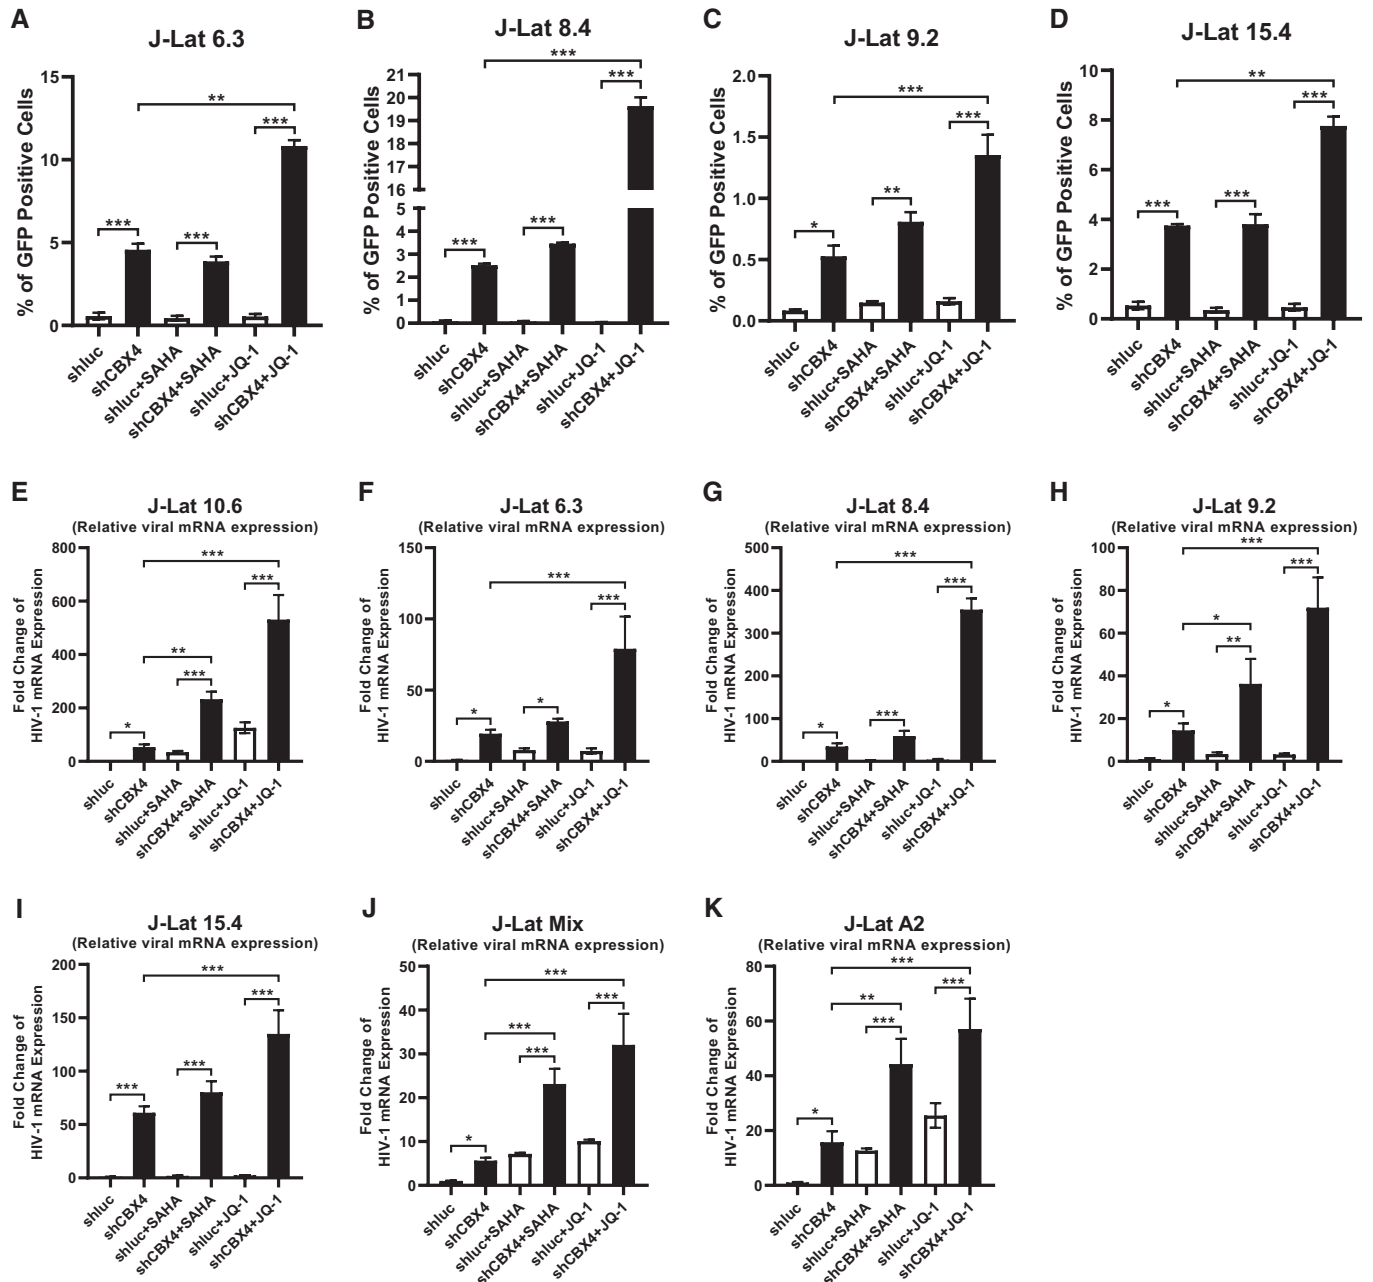 A
J-Lat 6.3
% of GFP Positive Cells
15
10
5
0
**
***
***
***
shluc
shCBX4
shluc+SAHA
shCBX4+SAHA
shluc+JQ-1
shCBX4+JQ-1
B
J-Lat 8.4
% of GFP Positive Cells
21
20
19
18
17
16
5
4
3
2
1
0
***
***
***
***
shluc
shCBX4
shluc+SAHA
shCBX4+SAHA
shluc+JQ-1
shCBX4+JQ-1
C
J-Lat 9.2
% of GFP Positive Cells
2.0
1.5
1.0
0.5
0.0
***
***
**
*
shluc
shCBX4
shluc+SAHA
shCBX4+SAHA
shluc+JQ-1
shCBX4+JQ-1
D
J-Lat 15.4
% of GFP Positive Cells
10
8
6
4
2
0
**
***
***
***
shluc
shCBX4
shluc+SAHA
shCBX4+SAHA
shluc+JQ-1
shCBX4+JQ-1
E
J-Lat 10.6
(Relative viral mRNA expression)
Fold Change of
HIV-1 mRNA Expression
800
600
400
200
0
***
***
**
***
*
shluc
shCBX4
shluc+SAHA
shCBX4+SAHA
shluc+JQ-1
shCBX4+JQ-1
F
J-Lat 6.3
(Relative viral mRNA expression)
Fold Change of
HIV-1 mRNA Expression
150
100
50
0
***
***
*
*
shluc
shCBX4
shluc+SAHA
shCBX4+SAHA
shluc+JQ-1
shCBX4+JQ-1
G
J-Lat 8.4
(Relative viral mRNA expression)
Fold Change of
HIV-1 mRNA Expression
500
400
300
200
100
0
***
***
***
*
shluc
shCBX4
shluc+SAHA
shCBX4+SAHA
shluc+JQ-1
shCBX4+JQ-1
H
J-Lat 9.2
(Relative viral mRNA expression)
Fold Change of
HIV-1 mRNA Expression
100
80
60
40
20
0
***
***
*
**
*
shluc
shCBX4
shluc+SAHA
shCBX4+SAHA
shluc+JQ-1
shCBX4+JQ-1
I
J-Lat 15.4
(Relative viral mRNA expression)
Fold Change of
HIV-1 mRNA Expression
200
150
100
50
0
***
***
***
***
shluc
shCBX4
shluc+SAHA
shCBX4+SAHA
shluc+JQ-1
shCBX4+JQ-1
J
J-Lat Mix
(Relative viral mRNA expression)
Fold Change of
HIV-1 mRNA Expression
50
40
30
20
10
0
***
***
***
***
*
shluc
shCBX4
shluc+SAHA
shCBX4+SAHA
shluc+JQ-1
shCBX4+JQ-1
K
J-Lat A2
(Relative viral mRNA expression)
Fold Change of
HIV-1 mRNA Expression
80
60
40
20
0
***
***
**
***
*
shluc
shCBX4
shluc+SAHA
shCBX4+SAHA
shluc+JQ-1
shCBX4+JQ-1